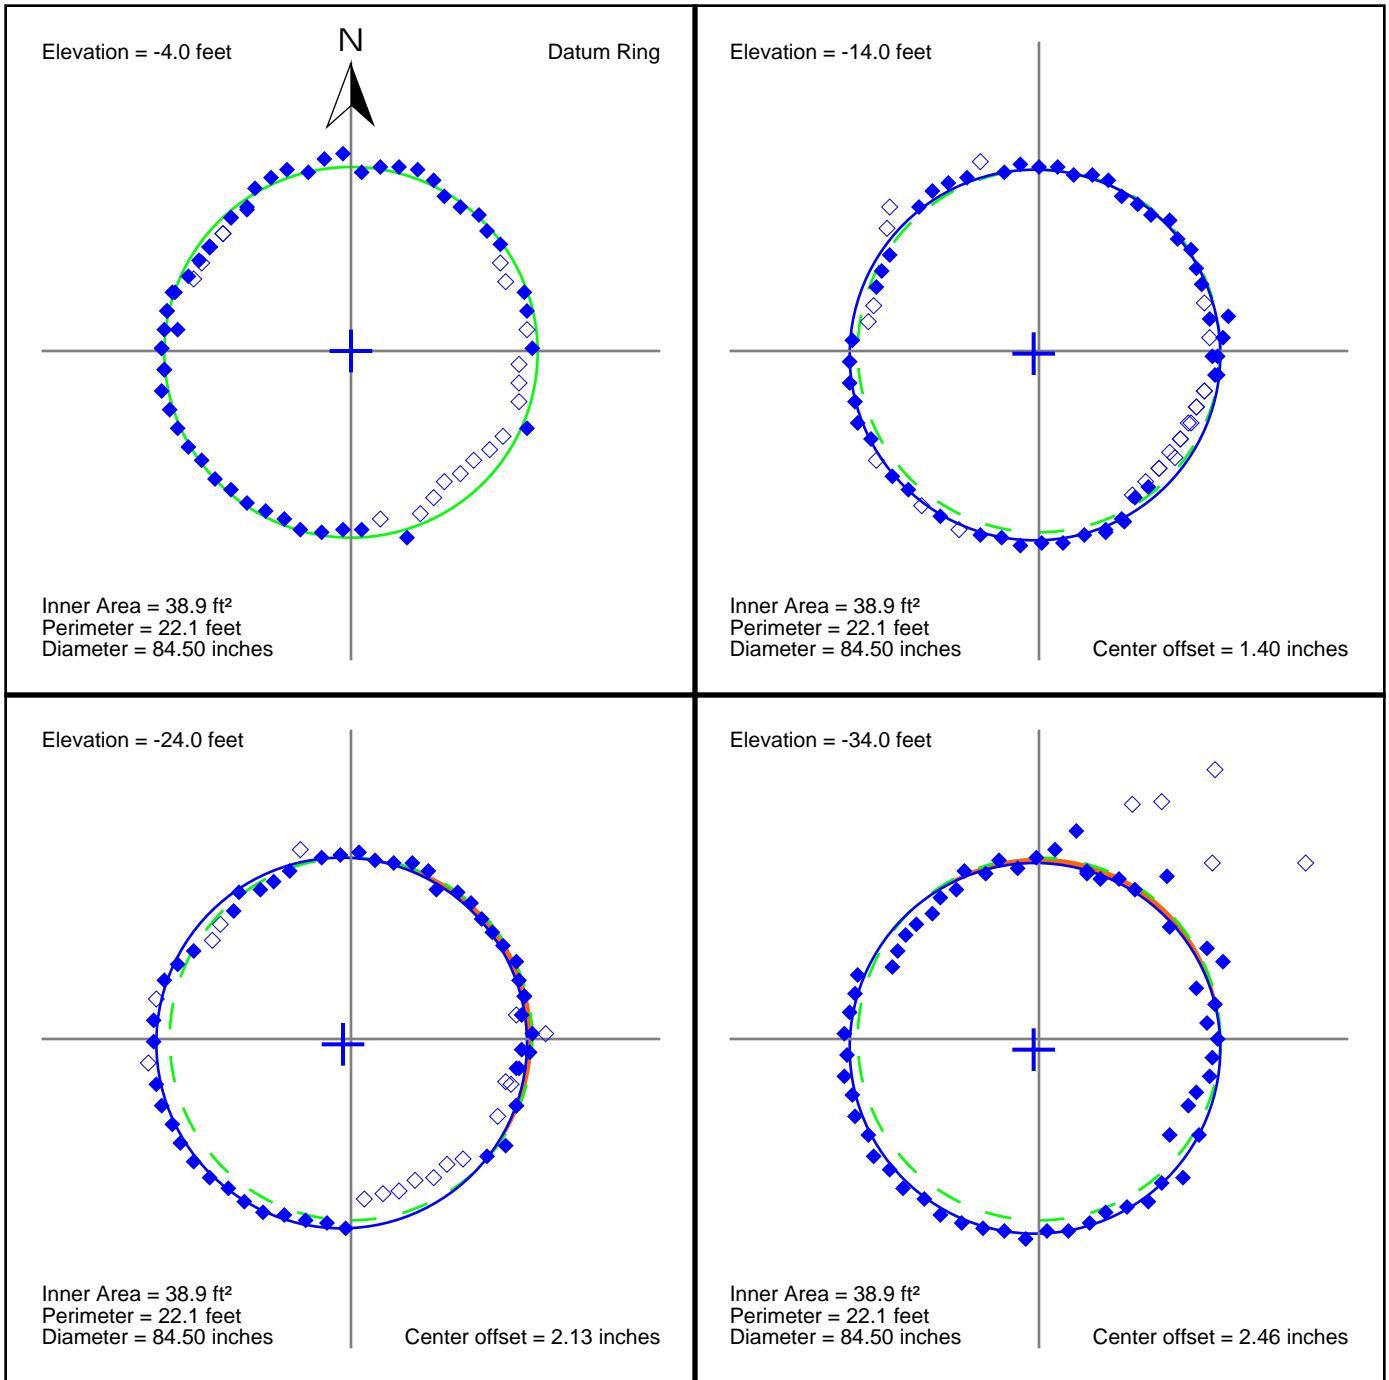 Elevation = -4.0 feet
N
Datum Ring
Inner Area = 38.9 ft²
Perimeter = 22.1 feet
Diameter = 84.50 inches
Elevation = -14.0 feet
Inner Area = 38.9 ft²
Perimeter = 22.1 feet
Diameter = 84.50 inches
Center offset = 1.40 inches
Elevation = -24.0 feet
Inner Area = 38.9 ft²
Perimeter = 22.1 feet
Diameter = 84.50 inches
Center offset = 2.13 inches
Elevation = -34.0 feet
Inner Area = 38.9 ft²
Perimeter = 22.1 feet
Diameter = 84.50 inches
Center offset = 2.46 inches